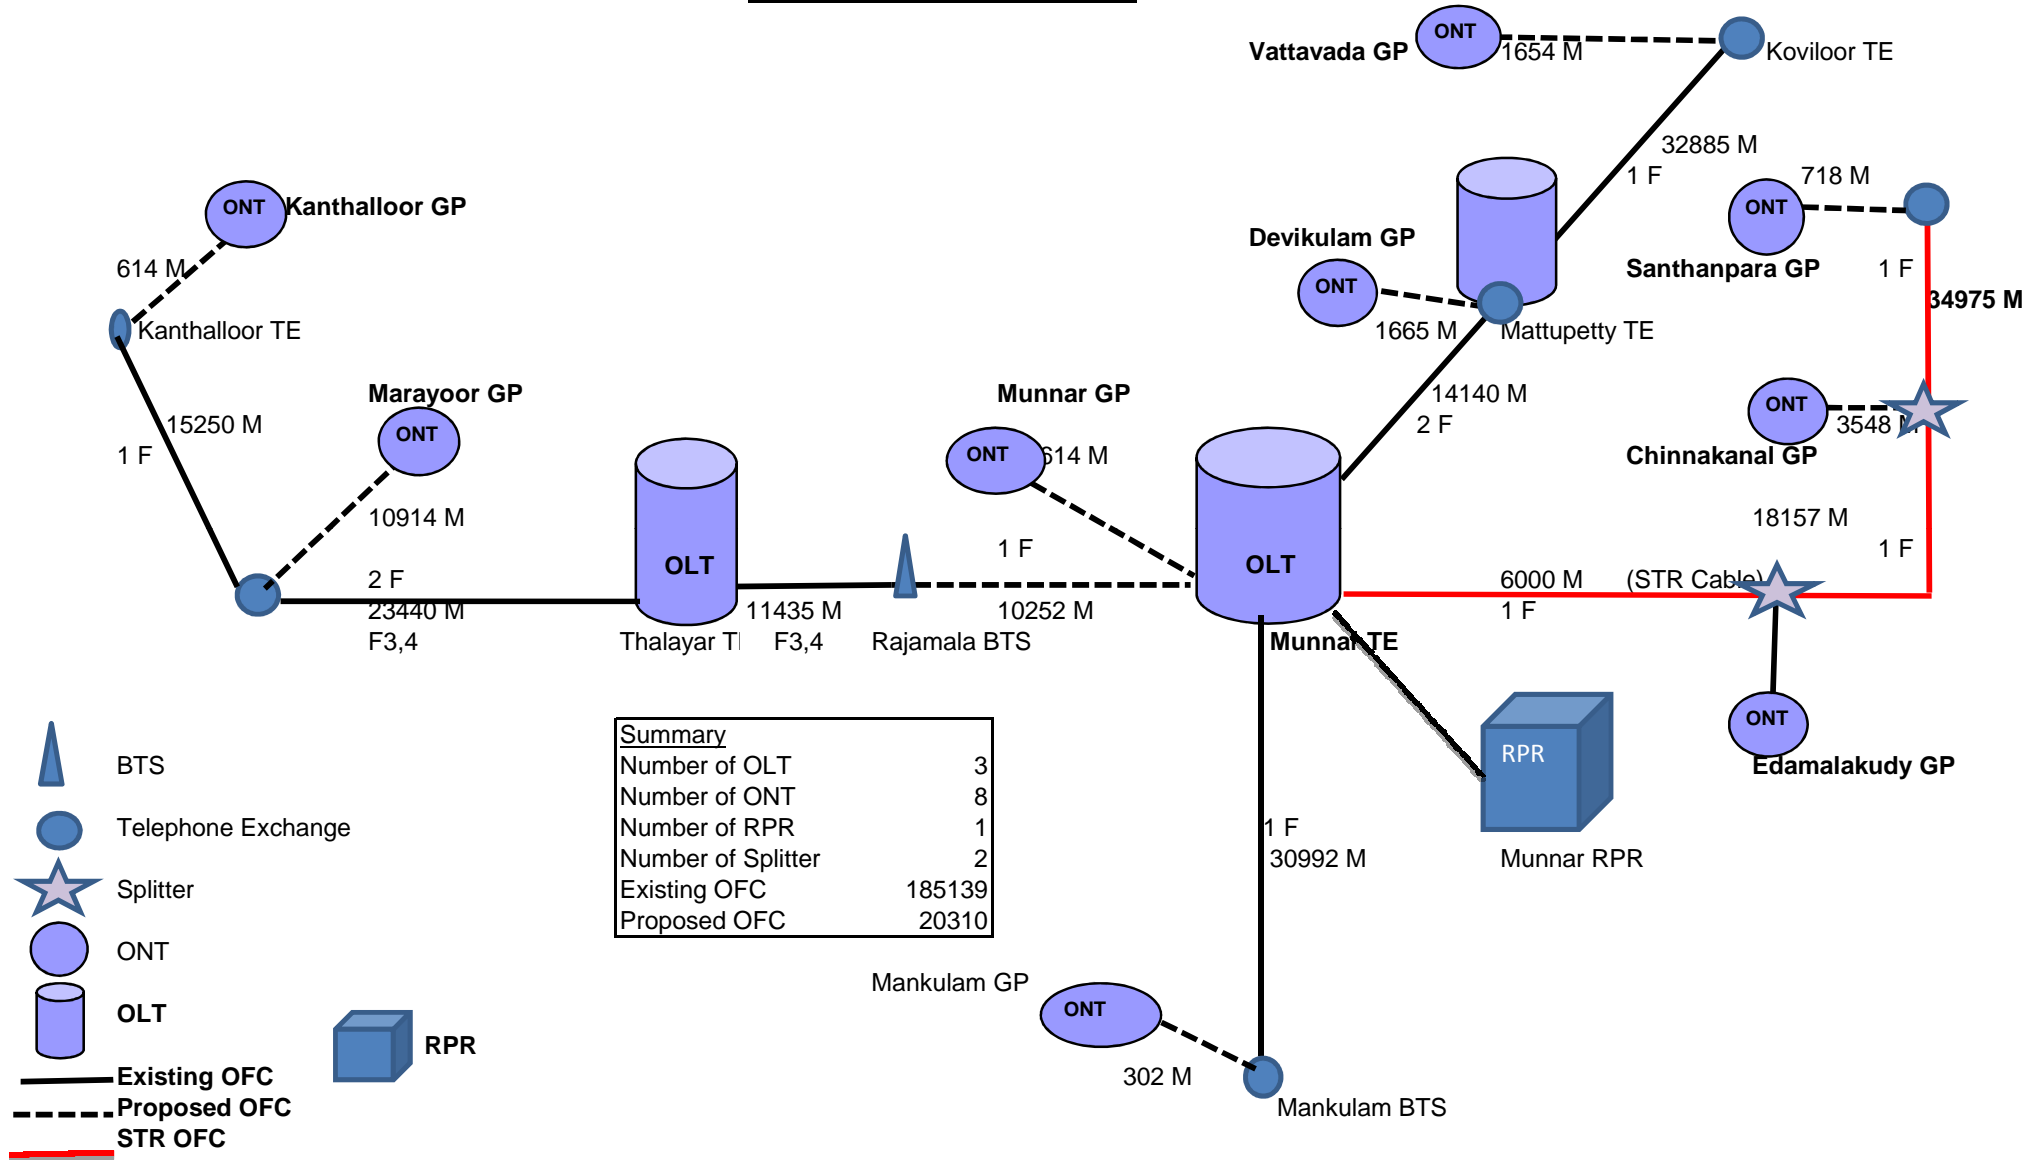 ONT
Vattavada GP
1654 M
Koviloor TE
32885 M
1 F
718 M
ONT
Kanthalloor GP
ONT
Devikulam GP
Santhanpara GP
1 F
614 M
ONT
34975 M
Kanthalloor TE
1665 M
Mattupetty TE
Marayoor GP
Munnar GP
14140 M
ONT
15250 M
ONT
2 F
3548 M
1 F
ONT
614 M
Chinnakanal GP
10914 M
18157 M
1 F
1 F
OLT
OLT
2 F
6000 M
(STR Cable)
23440 M
11435 M
10252 M
1 F
F3,4
Thalayar T
F3,4
Rajamala BTS
Munnar TE
ONT
RPR
Edamalakudy GP
Summary
Number of OLT 3
Number of ONT 8
Number of RPR 1
Number of Splitter 2
Existing OFC 185139
Proposed OFC 20310
1 F
30992 M
Munnar RPR
Mankulam GP
ONT
302 M
Mankulam BTS
BTS
Telephone Exchange
Splitter
ONT
OLT
RPR
Existing OFC
Proposed OFC
STR OFC